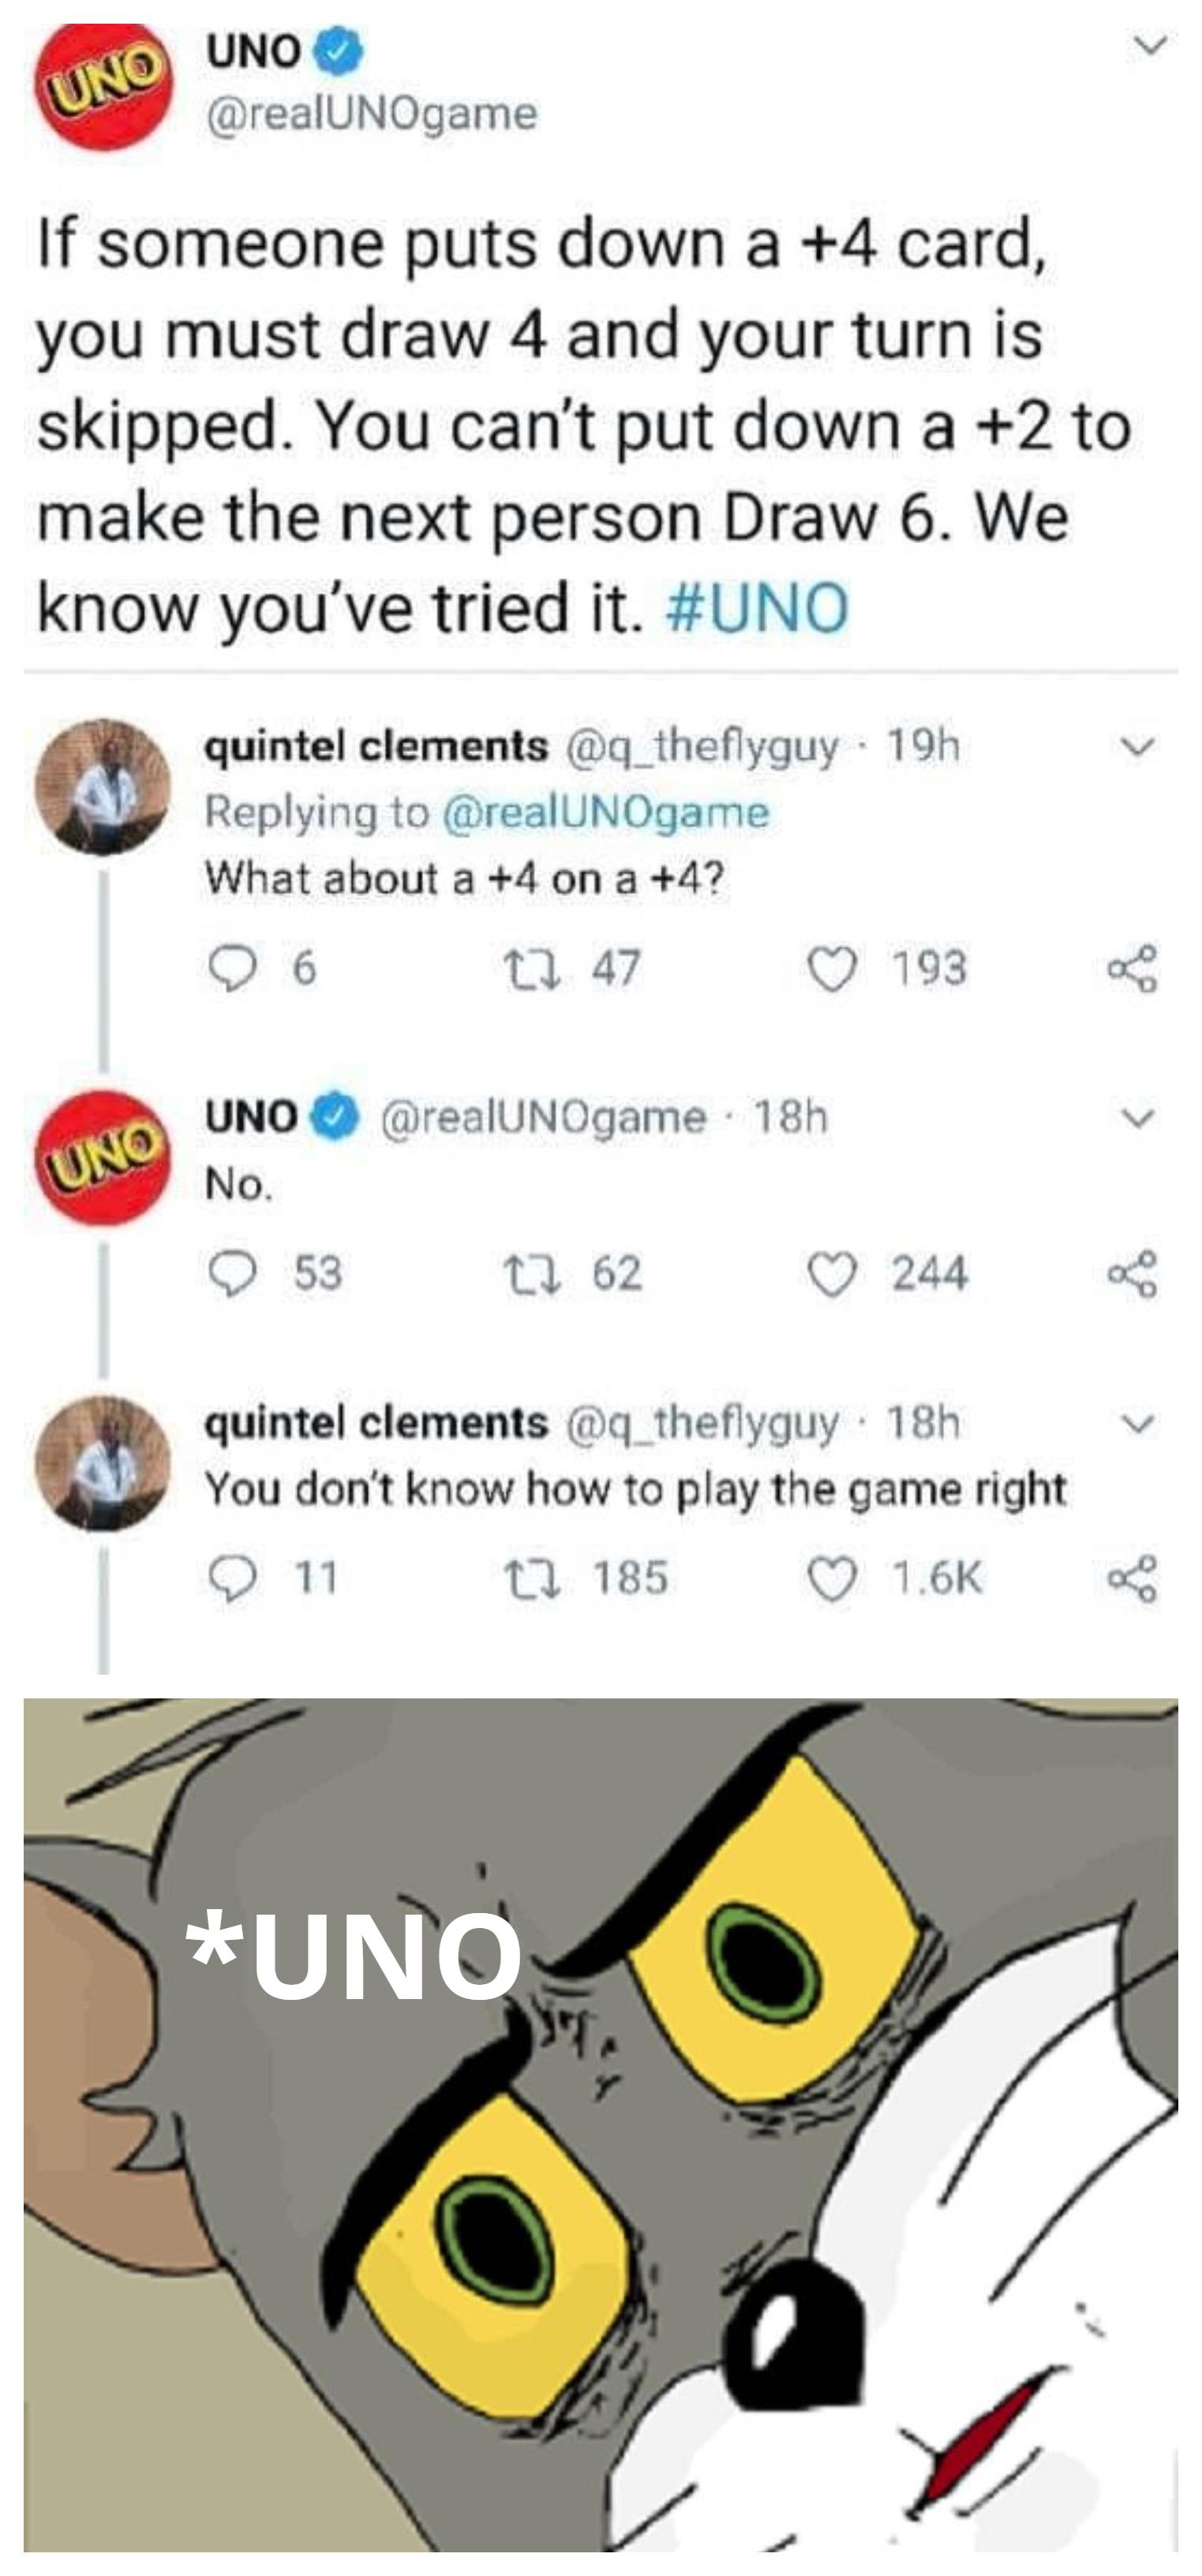 UNO
UNO
@realUNOgame
If someone puts down a +4 card,
you must draw 4 and your turn is
skipped. You can't put down a +2 to
make the next person Draw 6. We
know you've tried it. #UNO
quintel clements @q_theflyguy · 19h
Replying to @realUNOgame
What about a +4 on a +4?
6 47 193
UNO
UNO @realUNOgame · 18h
No.
53 62 244
quintel clements @q_theflyguy · 18h
You don't know how to play the game right
11 185 1.6K
*UNO